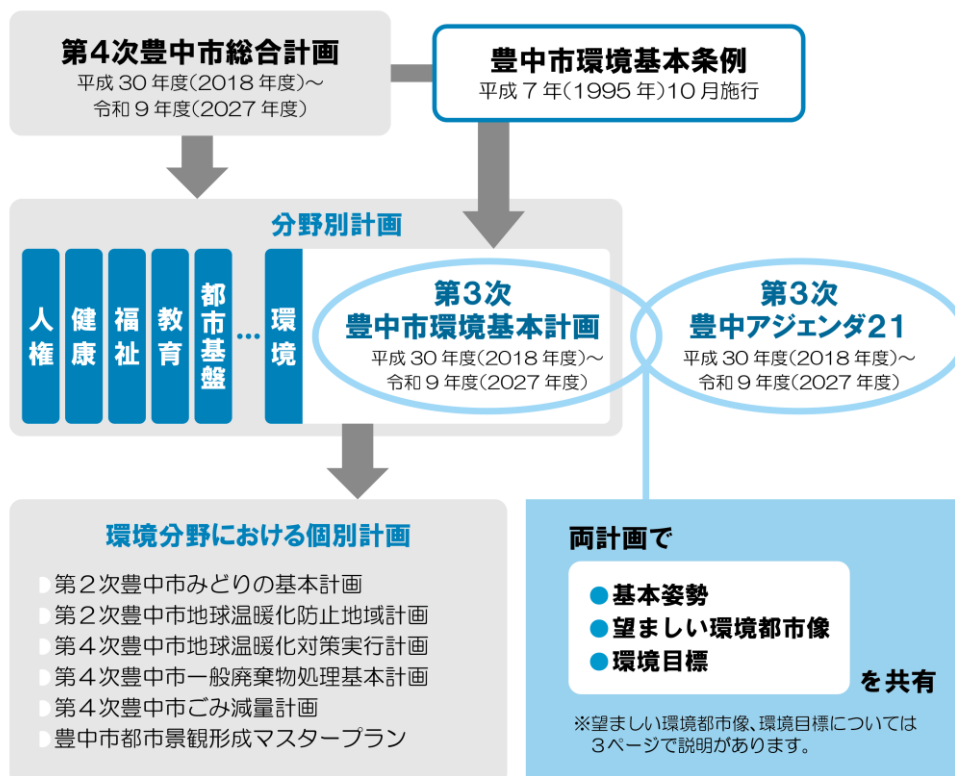 第4次豊中市総合計画
平成30年度(2018年度)～
令和9年度(2027年度)
豊中市環境基本条例
平成7年(1995年)10月施行
分野別計画
人権
健康
福祉
教育
都市基盤
…
環境
第3次
豊中市環境基本計画
平成30年度(2018年度)～
令和9年度(2027年度)
第3次
豊中アジェンダ21
平成30年度(2018年度)～
令和9年度(2027年度)
環境分野における個別計画
第2次豊中市みどりの基本計画
第2次豊中市地球温暖化防止地域計画
第4次豊中市地球温暖化対策実行計画
第4次豊中市一般廃棄物処理基本計画
第4次豊中市ごみ減量計画
豊中市都市景観形成マスタープラン
両計画で
●基本姿勢
●望ましい環境都市像
●環境目標
を共有
※望ましい環境都市像、環境目標については
3ページで説明があります。